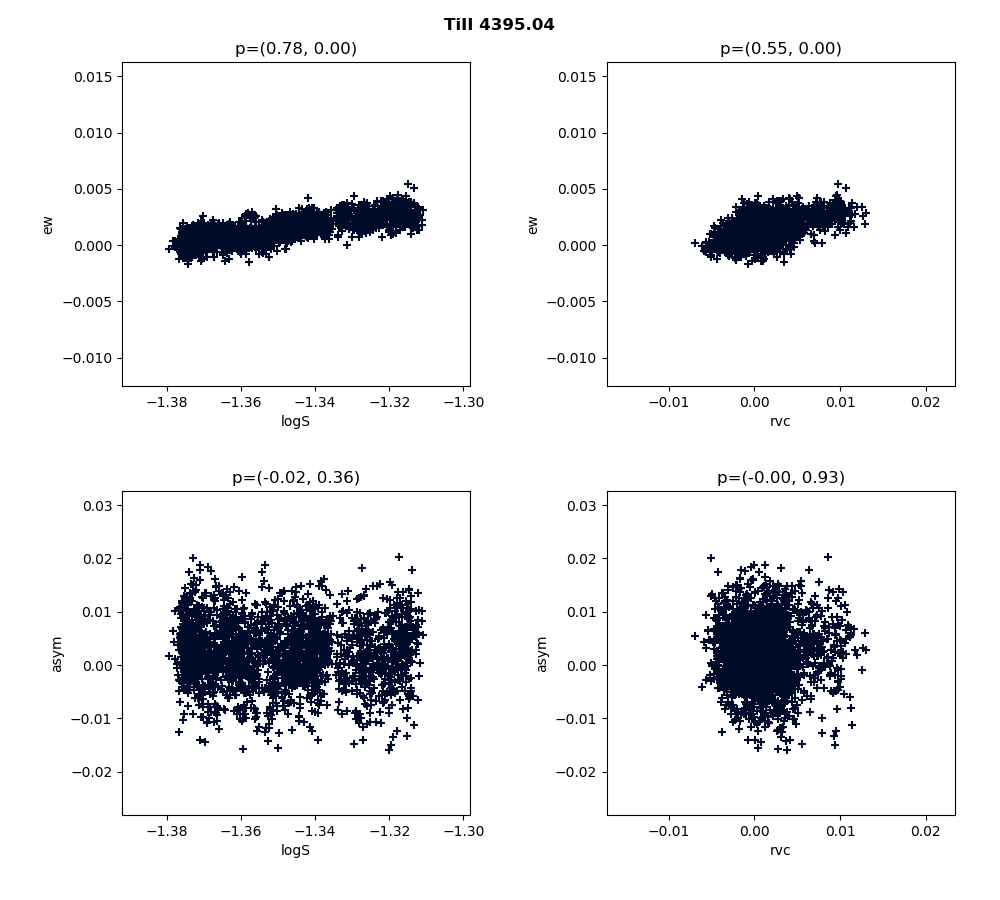 TiII 4395.04
p=(0.78, 0.00)
p=(0.55, 0.00)
0.015
0.010
0.005
0.000
−0.005
−0.010
ew
−1.38 −1.36 −1.34 −1.32 −1.30
logS
0.015
0.010
0.005
0.000
−0.005
−0.010
ew
−0.01 0.00 0.01 0.02
rvc
p=(-0.02, 0.36)
p=(-0.00, 0.93)
0.03
0.02
0.01
0.00
−0.01
−0.02
asym
−1.38 −1.36 −1.34 −1.32 −1.30
logS
0.03
0.02
0.01
0.00
−0.01
−0.02
asym
−0.01 0.00 0.01 0.02
rvc